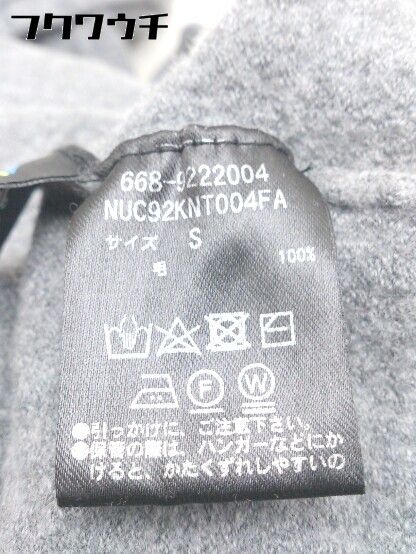 フクワウチ
668-9222004
NUC92KNT004FA
サイズ S
毛 100%
F W
●引っかけに、ご注意下さい。
●保管の際は、ハンガーなどにか
けると、かたくずれしやすいの